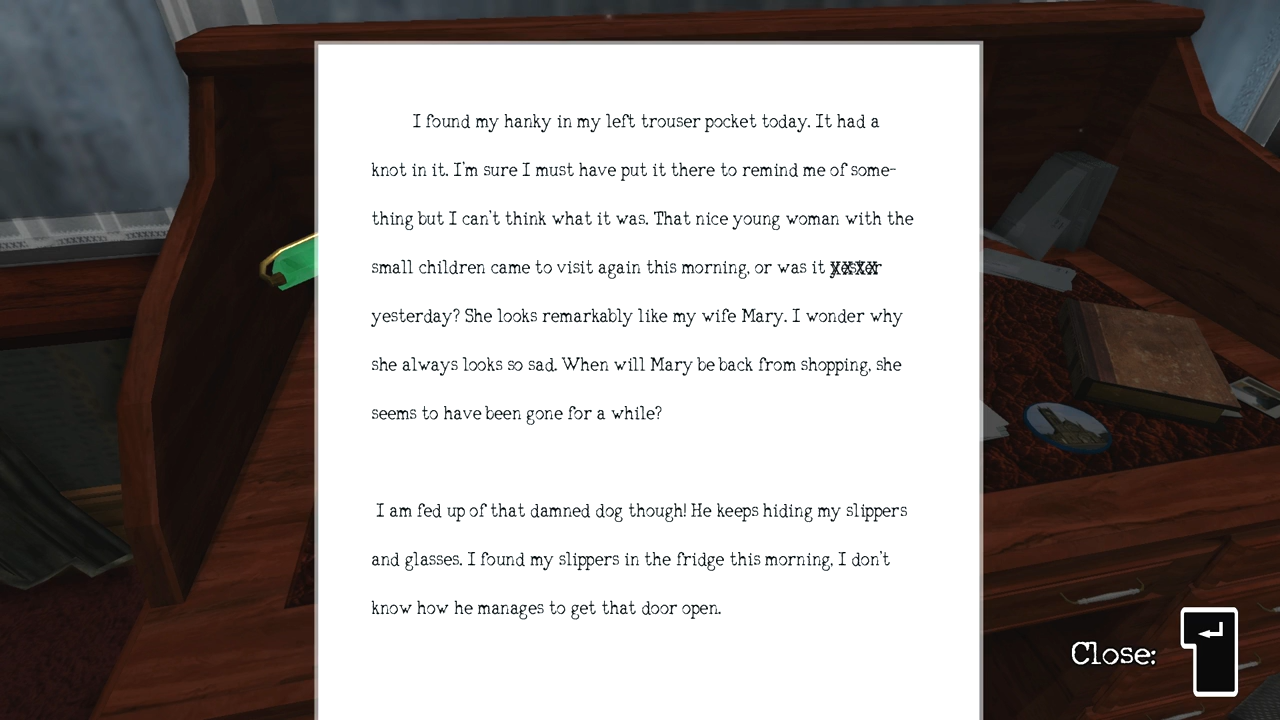 I found my hanky in my left trouser pocket today. It had a
knot in it. I'm sure I must have put it there to remind me of some-
thing but I can't think what it was. That nice young woman with the
small children came to visit again this morning, or was it
yesterday? She looks remarkably like my wife Mary. I wonder why
she always looks so sad. When will Mary be back from shopping, she
seems to have been gone for a while?
I am fed up of that damned dog though! He keeps hiding my slippers
and glasses. I found my slippers in the fridge this morning, I don't
know how he manages to get that door open.
Close: